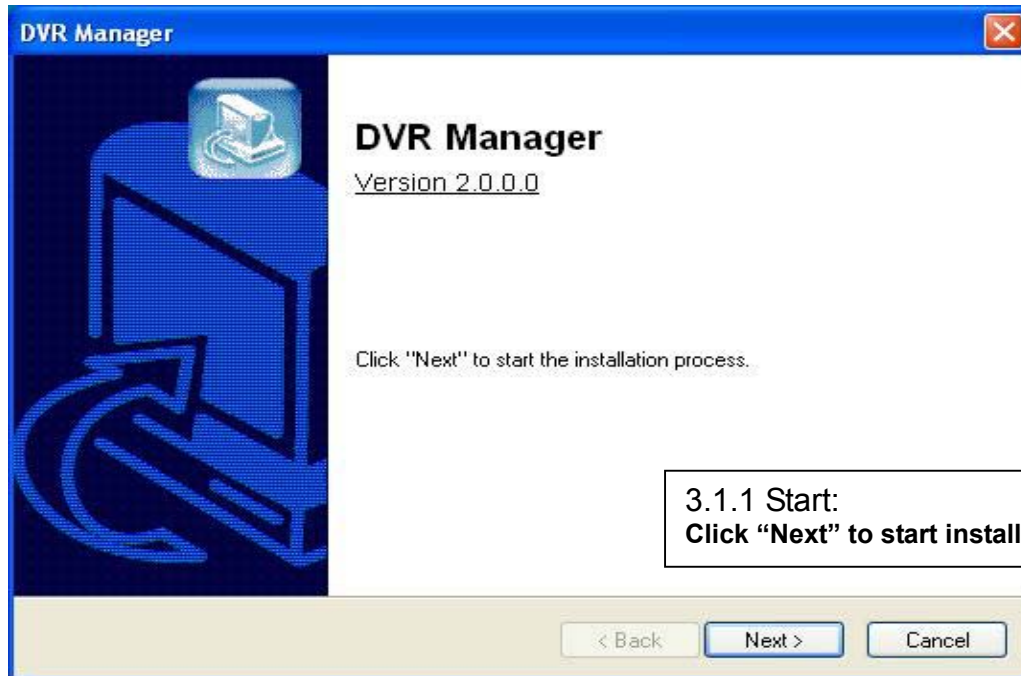 DVR Manager
DVR Manager
Version 2.0.0.0
Click "Next" to start the installation process.
3.1.1 Start:
Click “Next” to start install
< Back
Next >
Cancel